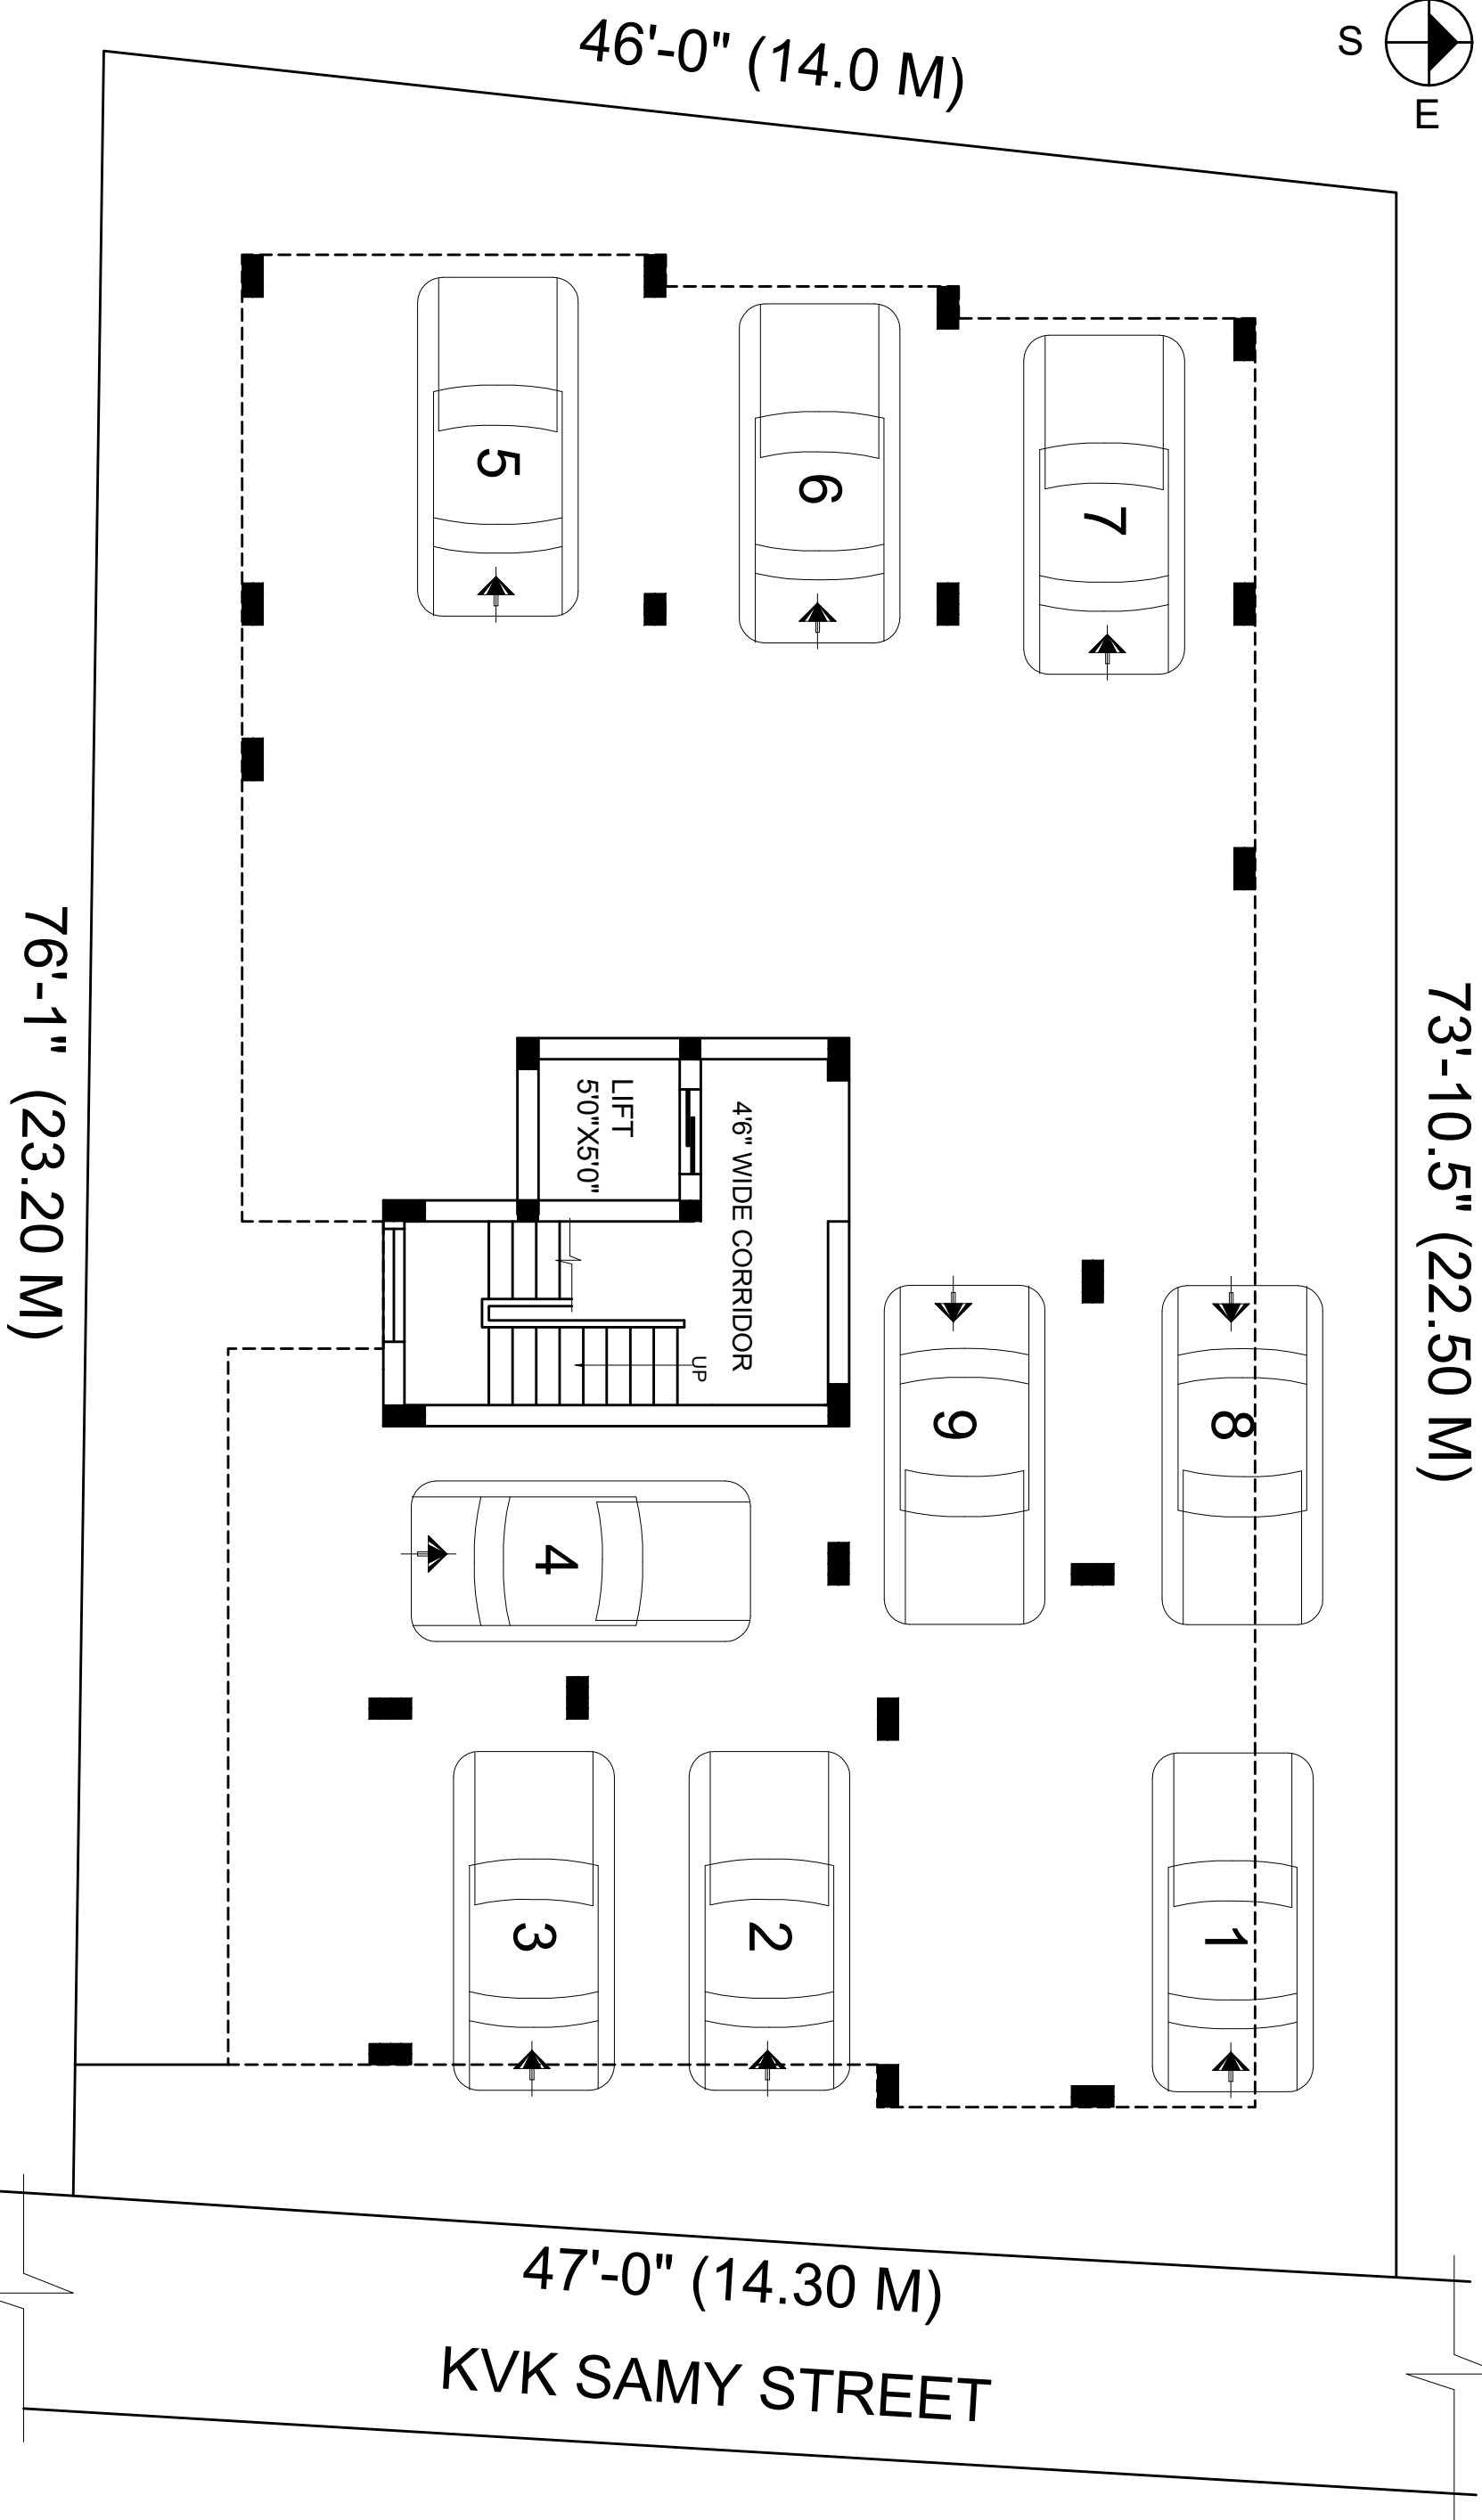 46'-0" (14.0 M)
S
E
5
6
7
76'-1" (23.20 M)
73'-10.5" (22.50 M)
LIFT
5'0"X5'0"
4'6" WIDE CORRIDOR
UP
9
8
4
3
2
1
47'-0" (14.30 M)
KVK SAMY STREET